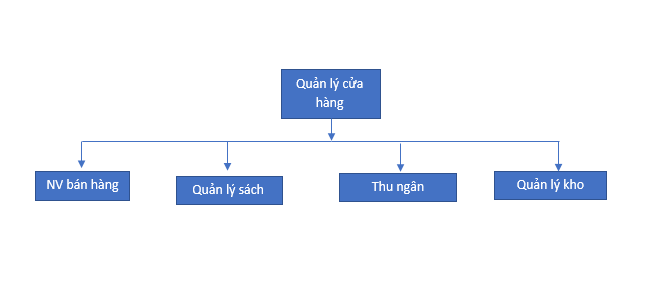 Quản lý cửa
hàng
NV bán hàng
Quản lý sách
Thu ngân
Quản lý kho